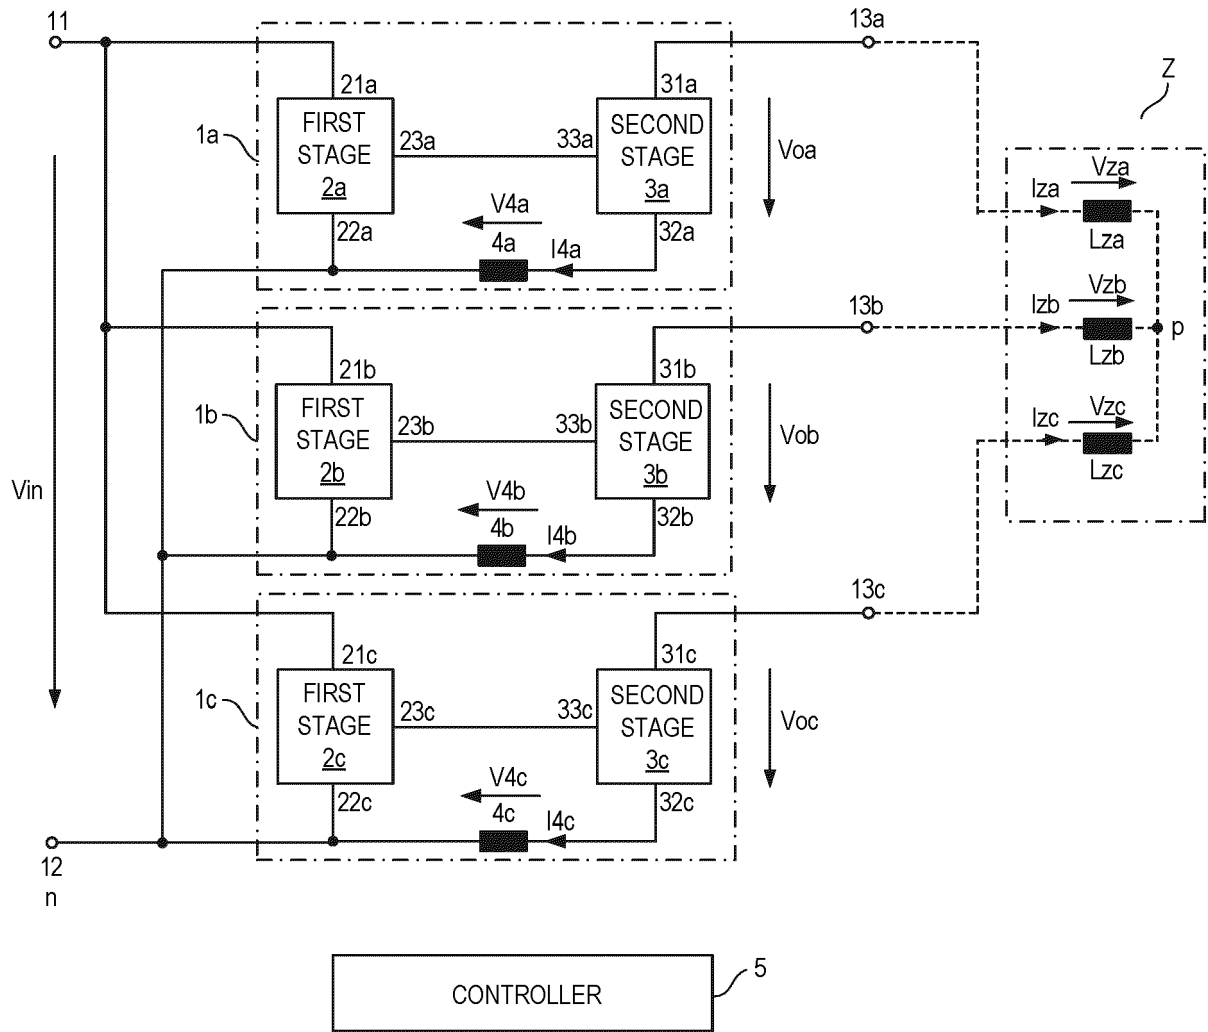 11
13a
Z
21a
31a
FIRST
STAGE
2a
SECOND
STAGE
3a
1a
23a
33a
Voa
Vza
Iza
Lza
V4a
22a
4a
I4a
32a
Vzb
13b
Izb
p
Lzb
21b
31b
FIRST
STAGE
2b
SECOND
STAGE
3b
1b
23b
33b
Vob
Vzc
Izc
Lzc
Vin
V4b
22b
4b
I4b
32b
13c
21c
31c
FIRST
STAGE
2c
SECOND
STAGE
3c
1c
23c
33c
Voc
V4c
22c
4c
I4c
32c
12
n
5
CONTROLLER